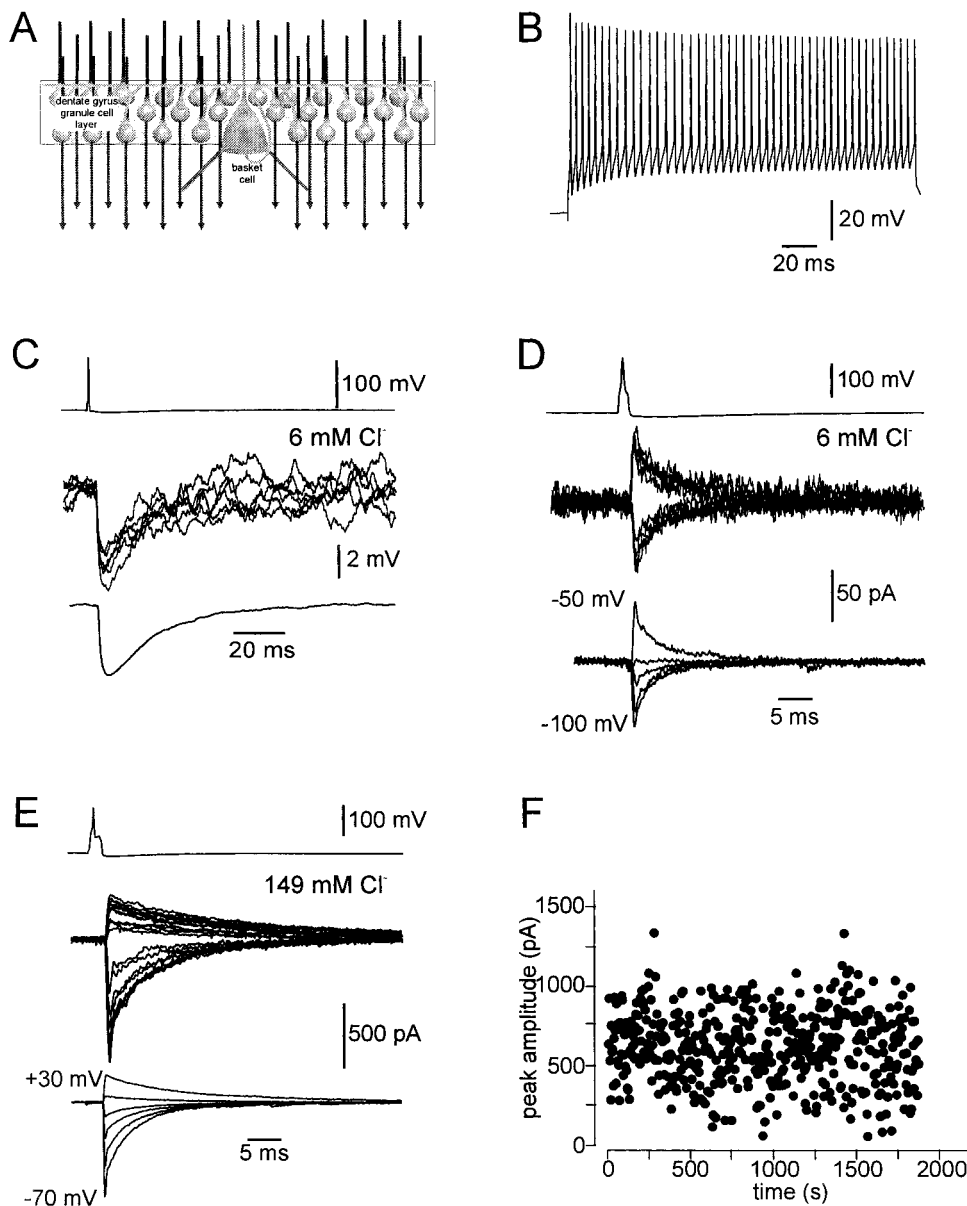 A
dentate gyrus
granule cell
layer
basket
cell
B
20 mV
20 ms
C
100 mV
6 mM Cl-
2 mV
20 ms
D
100 mV
6 mM Cl-
-50 mV
50 pA
-100 mV
5 ms
E
100 mV
149 mM Cl-
500 pA
+30 mV
5 ms
-70 mV
F
peak amplitude (pA)
1500
1000
500
0
0 500 1000 1500 2000
time (s)